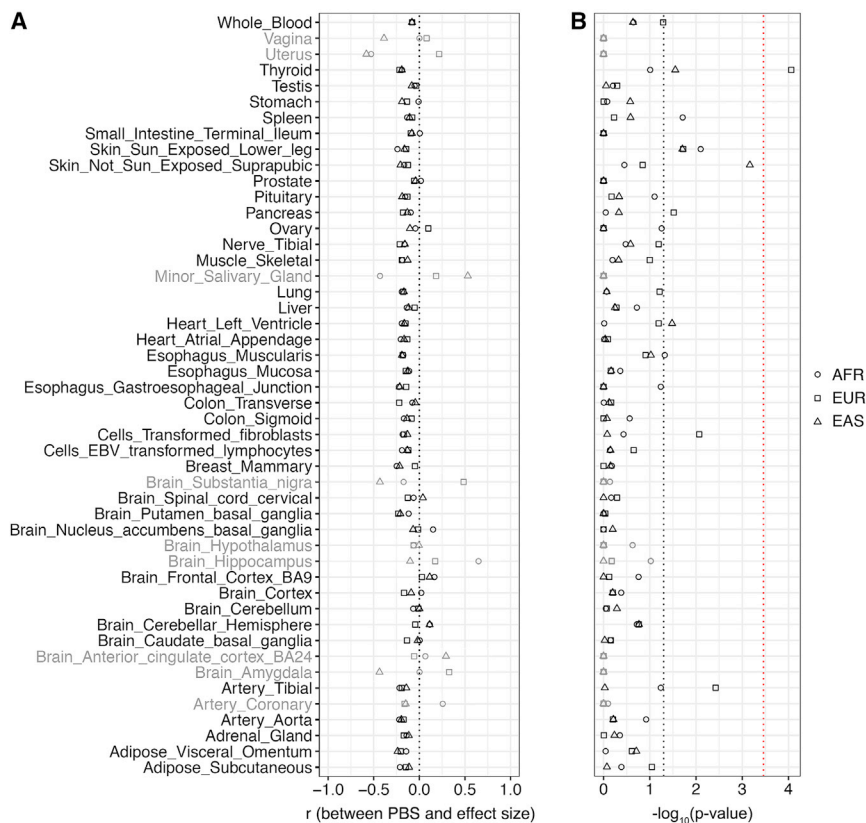 A
B
Whole_Blood
Vagina
Uterus
Thyroid
Testis
Stomach
Spleen
Small_Intestine_Terminal_Ileum
Skin_Sun_Exposed_Lower_leg
Skin_Not_Sun_Exposed_Suprapubic
Prostate
Pituitary
Pancreas
Ovary
Nerve_Tibial
Muscle_Skeletal
Minor_Salivary_Gland
Lung
Liver
Heart_Left_Ventricle
Heart_Atrial_Appendage
Esophagus_Muscularis
Esophagus_Mucosa
Esophagus_Gastroesophageal_Junction
Colon_Transverse
Colon_Sigmoid
Cells_Transformed_fibroblasts
Cells_EBV_transformed_lymphocytes
Breast_Mammary
Brain_Substantia_nigra
Brain_Spinal_cord_cervical
Brain_Putamen_basal_ganglia
Brain_Nucleus_accumbens_basal_ganglia
Brain_Hypothalamus
Brain_Hippocampus
Brain_Frontal_Cortex_BA9
Brain_Cortex
Brain_Cerebellum
Brain_Cerebellar_Hemisphere
Brain_Caudate_basal_ganglia
Brain_Anterior_cingulate_cortex_BA24
Brain_Amygdala
Artery_Tibial
Artery_Coronary
Artery_Aorta
Adrenal_Gland
Adipose_Visceral_Omentum
Adipose_Subcutaneous
−1.0 −0.5 0.0 0.5 1.0
r (between PBS and effect size)
0 1 2 3 4
-log₁₀(p-value)
AFR
EUR
EAS